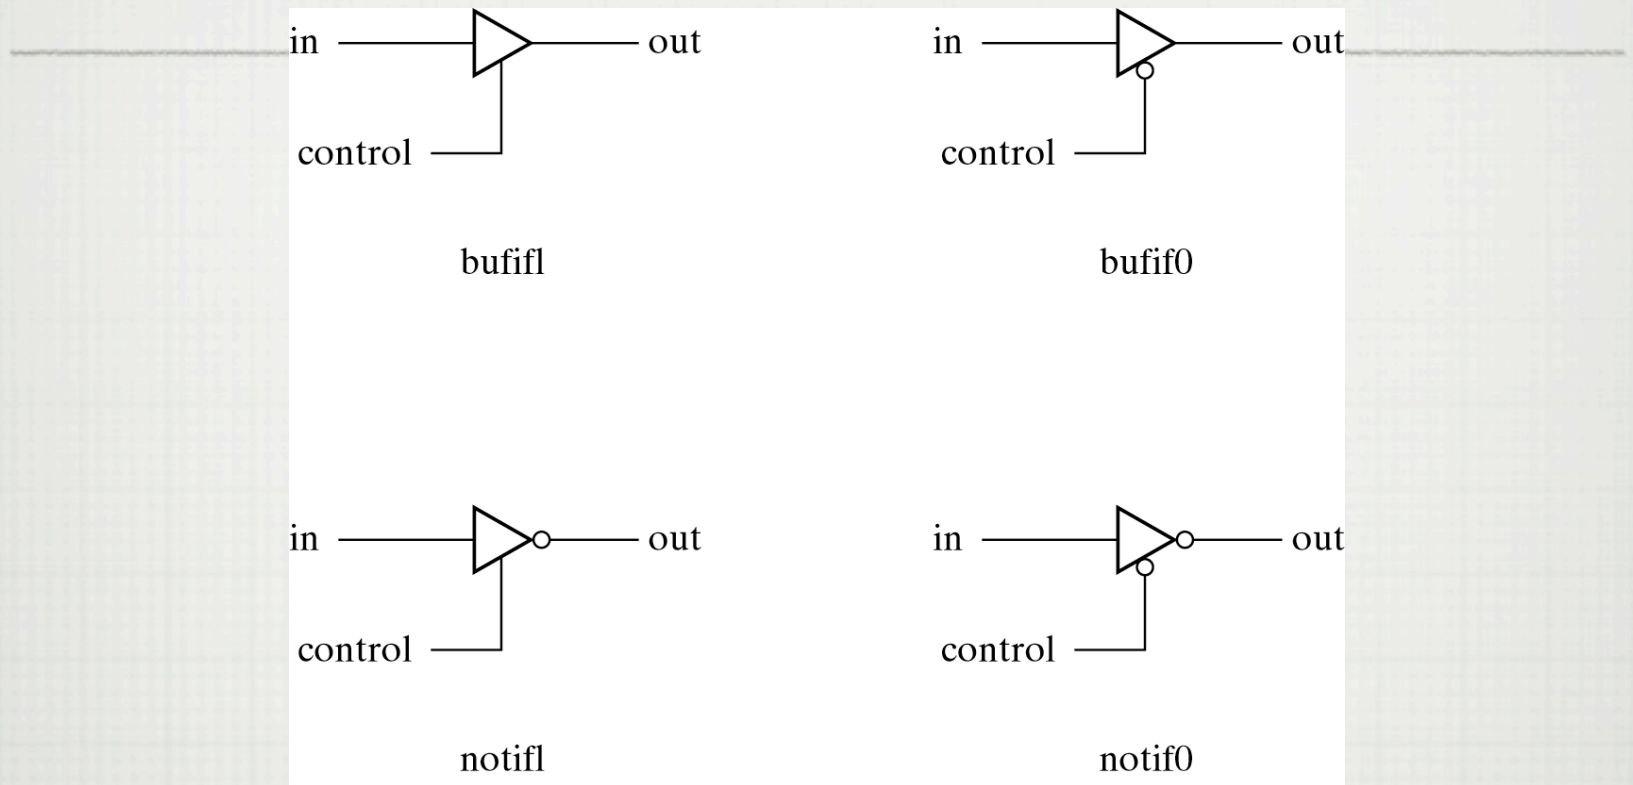 in out in out
control control
bufifl bufif0
in out in out
control control
notifl notif0